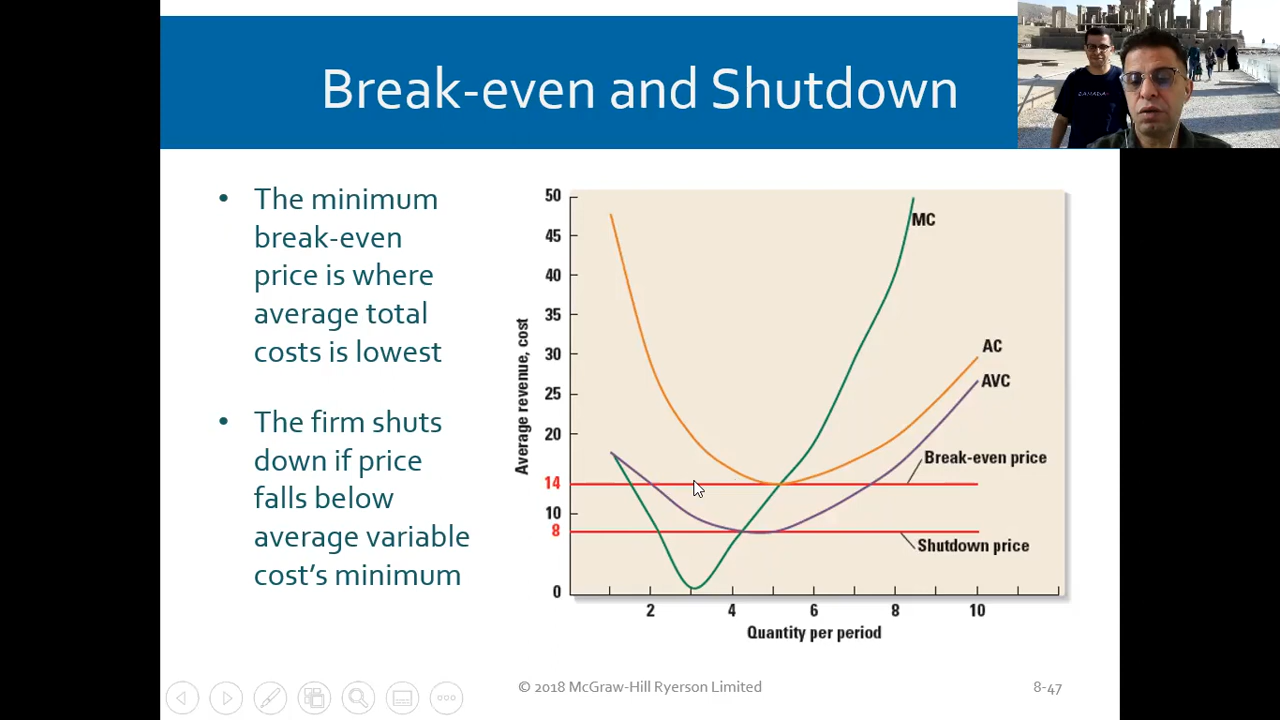 Break-even and Shutdown
CANADA
• The minimum
break-even
price is where
average total
costs is lowest
• The firm shuts
down if price
falls below
average variable
cost’s minimum
Average revenue, cost
50
45
40
35
30
25
20
14
10
8
0
MC
AC
AVC
Break-even price
Shutdown price
2 4 6 8 10
Quantity per period
© 2018 McGraw-Hill Ryerson Limited
8-47